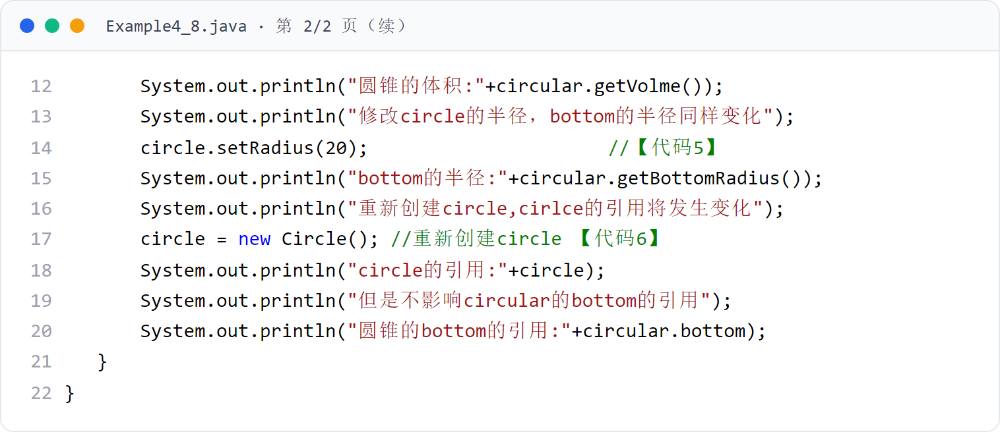 Example4_8.java · 第 2/2 页（续）
12 System.out.println("圆锥的体积:"+circular.getVolme());
13 System.out.println("修改circle的半径，bottom的半径同样变化");
14 circle.setRadius(20); //【代码5】
15 System.out.println("bottom的半径:"+circular.getBottomRadius());
16 System.out.println("重新创建circle,cirlce的引用将发生变化");
17 circle = new Circle(); //重新创建circle 【代码6】
18 System.out.println("circle的引用:"+circle);
19 System.out.println("但是不影响circular的bottom的引用");
20 System.out.println("圆锥的bottom的引用:"+circular.bottom);
21 }
22 }